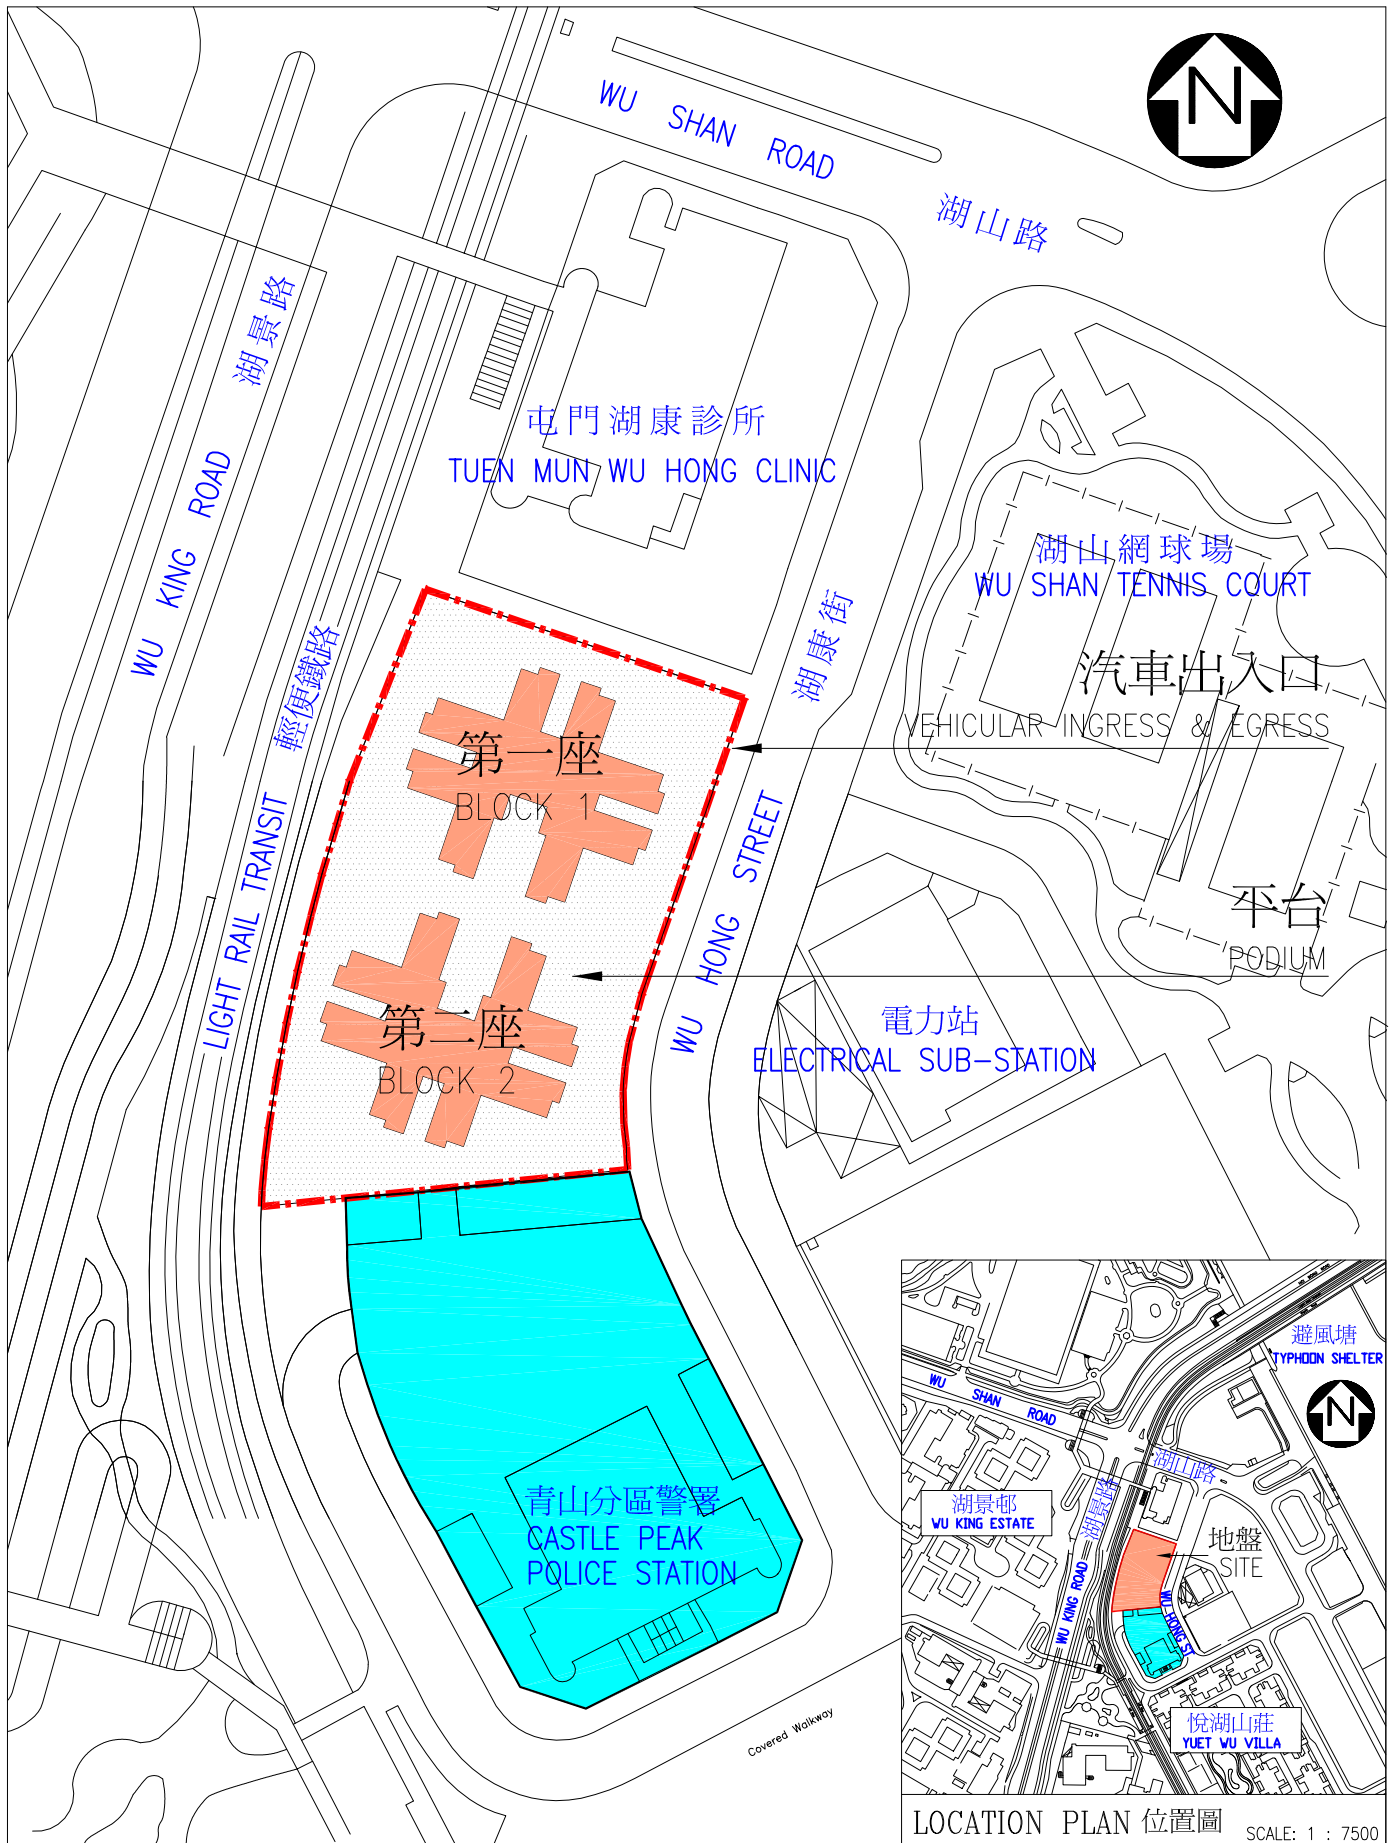 N
WU SHAN ROAD
湖山路
WU KING ROAD
湖景路
屯門湖康診所
TUEN MUN WU HONG CLINIC
湖山網球場
WU SHAN TENNIS COURT
LIGHT RAIL TRANSIT
輕便鐵路
湖康街
WU HONG STREET
汽車出入口
VEHICULAR INGRESS & EGRESS
第一座
BLOCK 1
平台
PODIUM
第二座
BLOCK 2
電力站
ELECTRICAL SUB-STATION
青山分區警署
CASTLE PEAK
POLICE STATION
Covered Walkway
避風塘
TYPHOON SHELTER
N
WU SHAN ROAD
湖山路
湖景路
湖景邨
WU KING ESTATE
地盤
SITE
WU KING ROAD
WU HONG ST
悅湖山莊
YUET WU VILLA
LOCATION PLAN 位置圖
SCALE: 1 : 7500